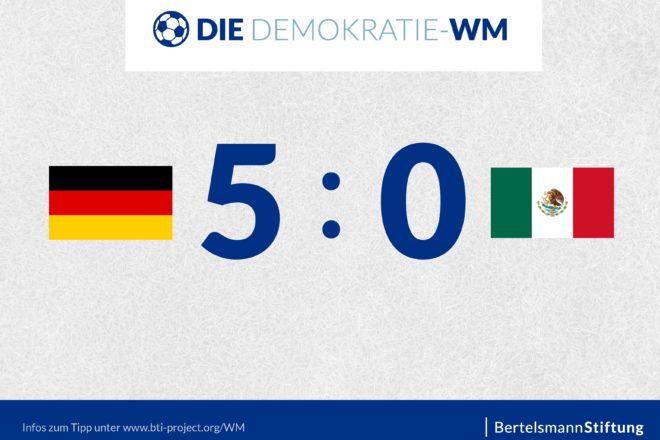 DIE DEMOKRATIE-WM
5 : 0
Infos zum Tipp unter www.bti-project.org/WM
BertelsmannStiftung